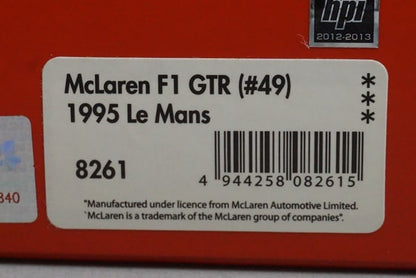 hpi
2012-2013
McLaren F1 GTR (#49)
1995 Le Mans
***
8261
4 944258 082615
"Manufactured under licence from McLaren Automotive Limited.
`McLaren is a trademark of the McLaren group of companies".
840